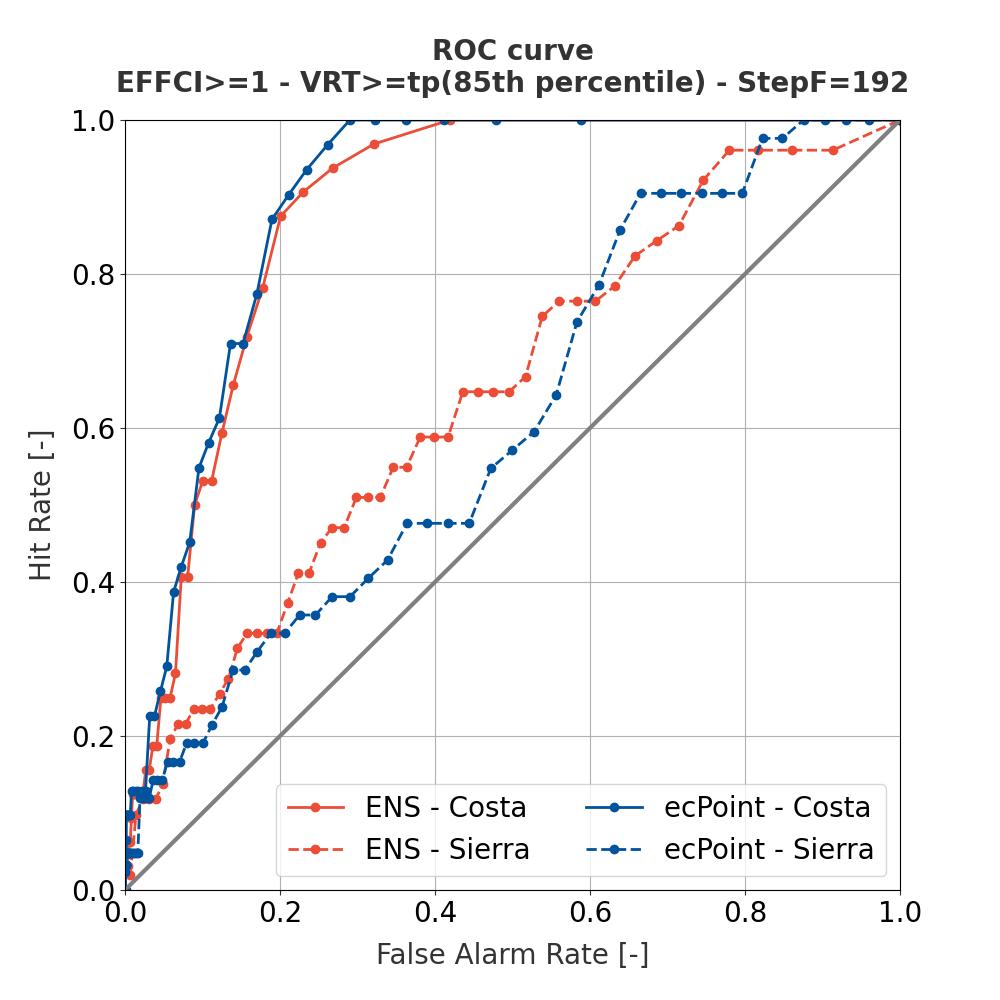 ROC curve
EFFCI>=1 - VRT>=tp(85th percentile) - StepF=192
1.0
0.8
0.6
0.4
0.2
0.0
Hit Rate [-]
0.0 0.2 0.4 0.6 0.8 1.0
False Alarm Rate [-]
ENS - Costa ecPoint - Costa
ENS - Sierra ecPoint - Sierra